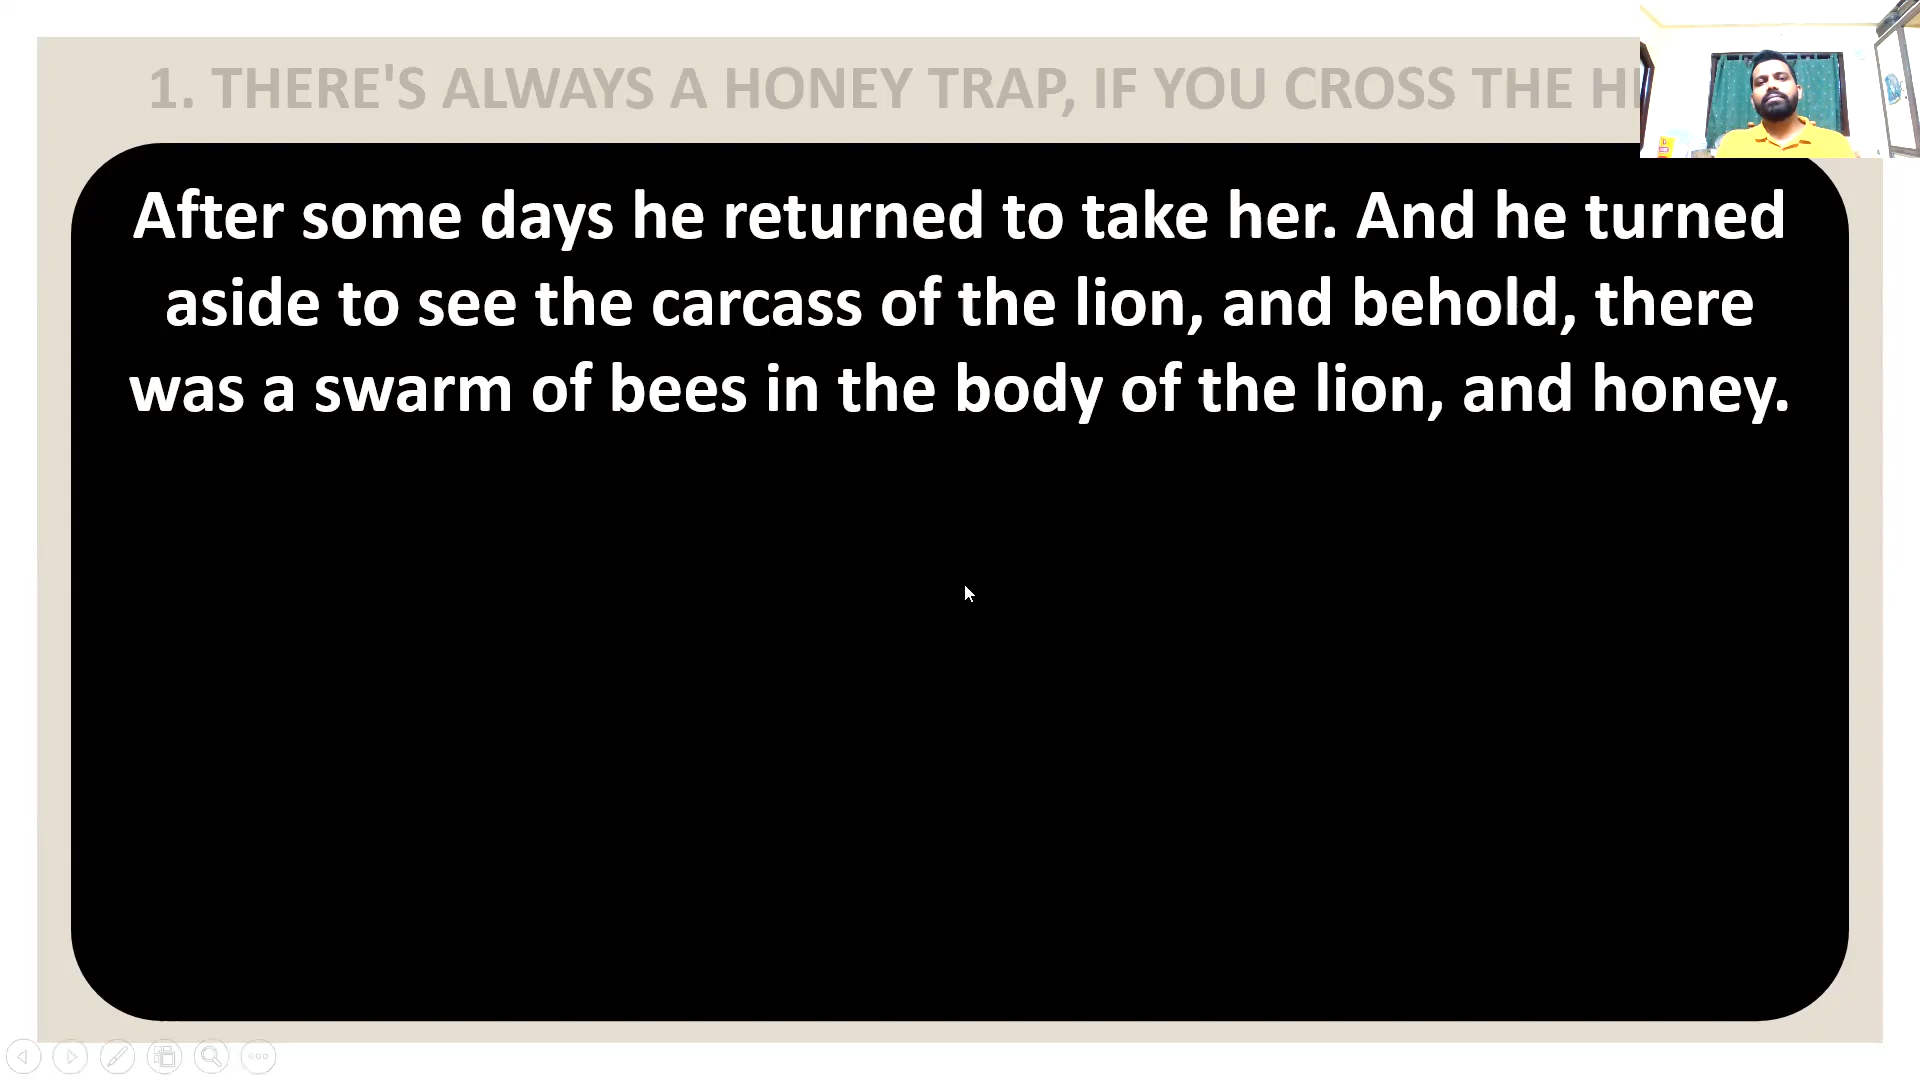 1. THERE'S ALWAYS A HONEY TRAP, IF YOU CROSS THE
After some days he returned to take her. And he turned
aside to see the carcass of the lion, and behold, there
was a swarm of bees in the body of the lion, and honey.